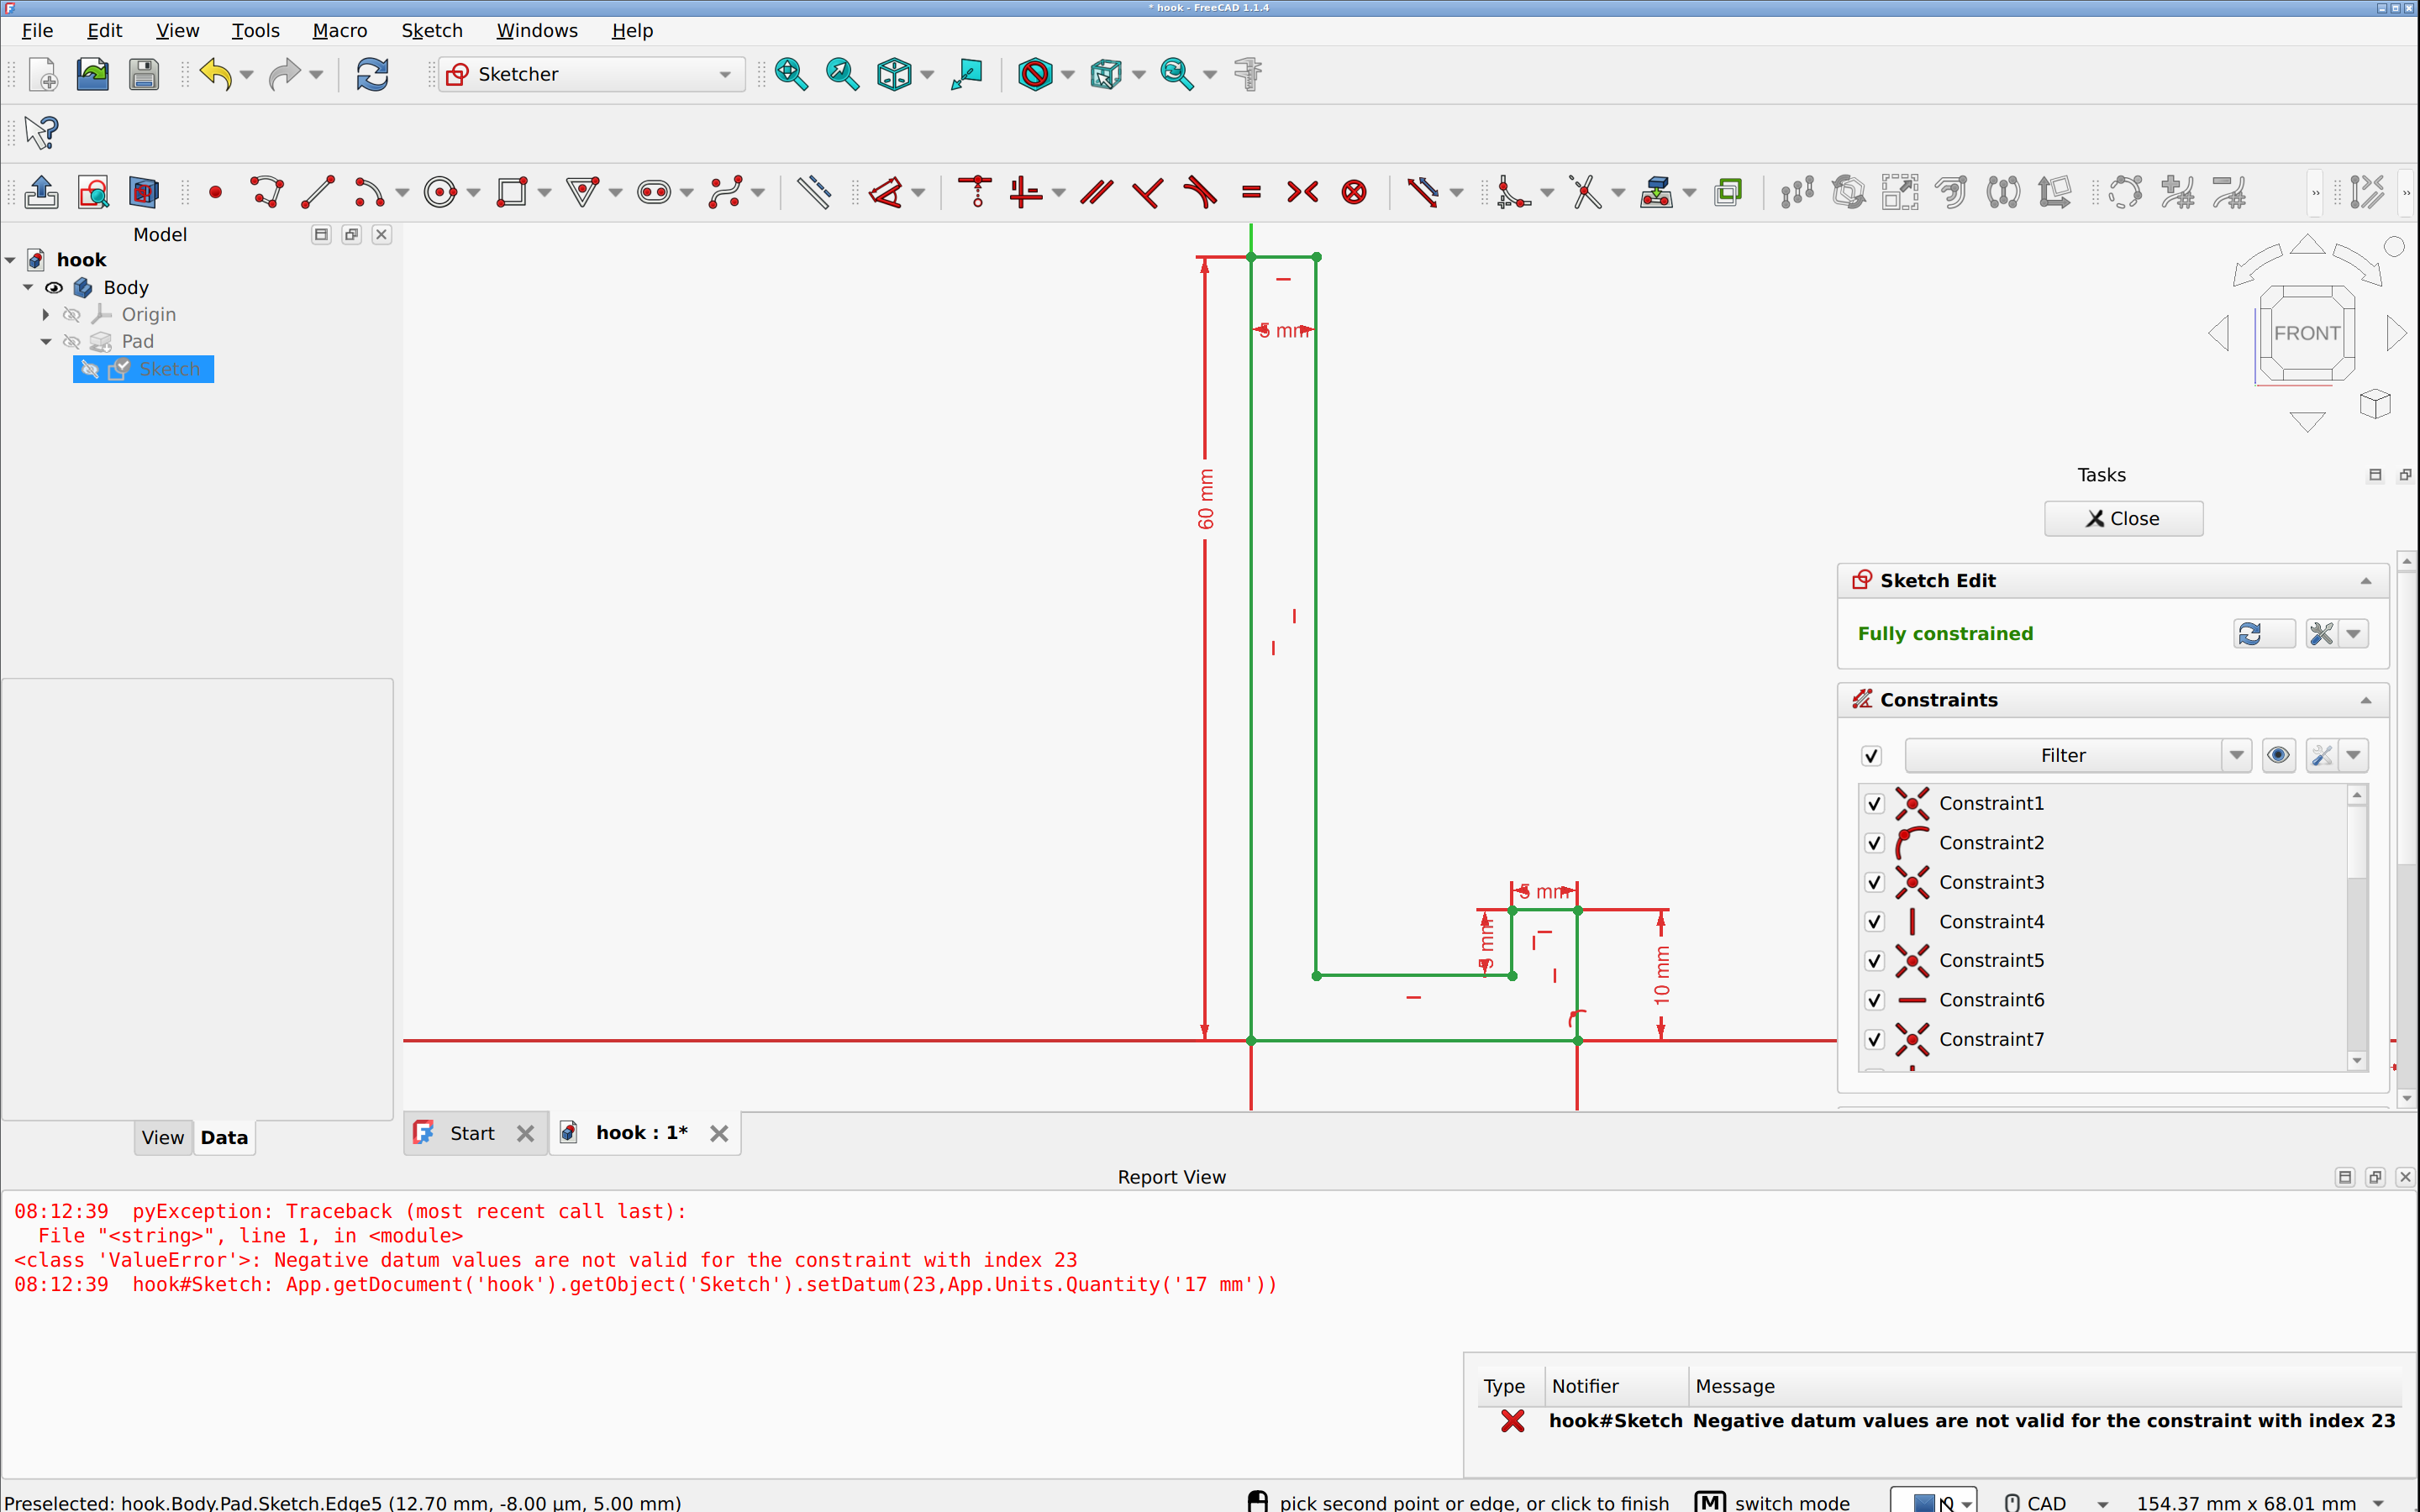 * hook - FreeCAD 1.1.4
File Edit View Tools Macro Sketch Windows Help
Sketcher
Model
hook
Body
Origin
Pad
Sketch
60 mm
5 mm
5 mm
5 mm
10 mm
FRONT
Tasks
Close
Sketch Edit
Fully constrained
Constraints
Filter
Constraint1
Constraint2
Constraint3
Constraint4
Constraint5
Constraint6
Constraint7
View Data
Start
hook : 1*
Report View
08:12:39 pyException: Traceback (most recent call last):
File "<string>", line 1, in <module>
<class 'ValueError'>: Negative datum values are not valid for the constraint with index 23
08:12:39 hook#Sketch: App.getDocument('hook').getObject('Sketch').setDatum(23,App.Units.Quantity('17 mm'))
Type Notifier Message
hook#Sketch Negative datum values are not valid for the constraint with index 23
Preselected: hook.Body.Pad.Sketch.Edge5 (12.70 mm, -8.00 µm, 5.00 mm)
pick second point or edge, or click to finish
M switch mode
CAD
154.37 mm x 68.01 mm